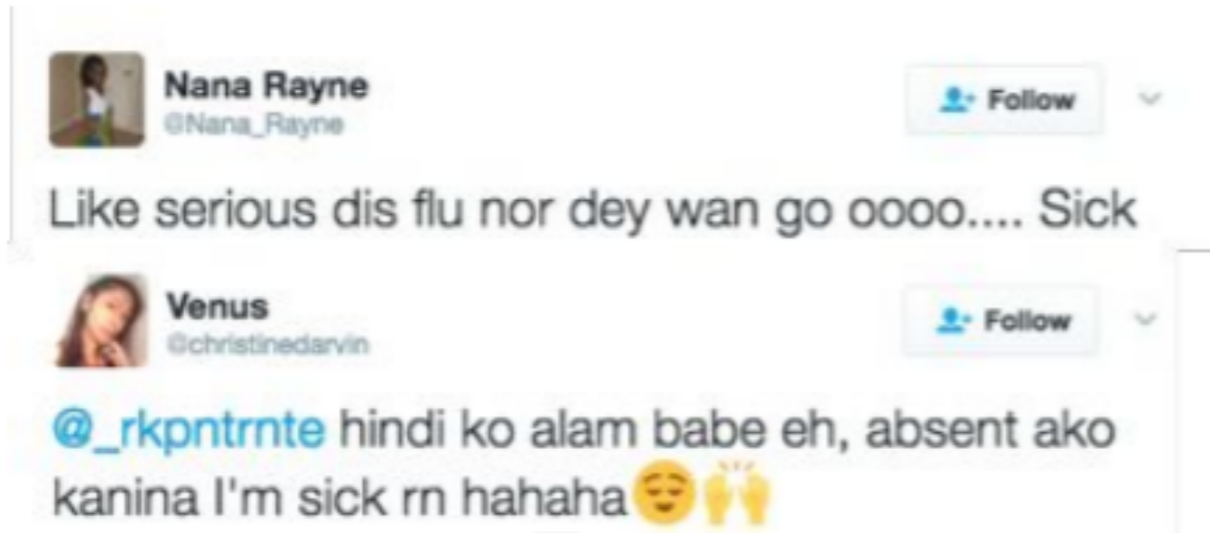 Nana Rayne
@Nana_Rayne
Follow
Like serious dis flu nor dey wan go oooo.... Sick
Venus
@christinedarvin
Follow
@_rkpntrnte hindi ko alam babe eh, absent ako
kanina I'm sick rn hahaha😌🙌